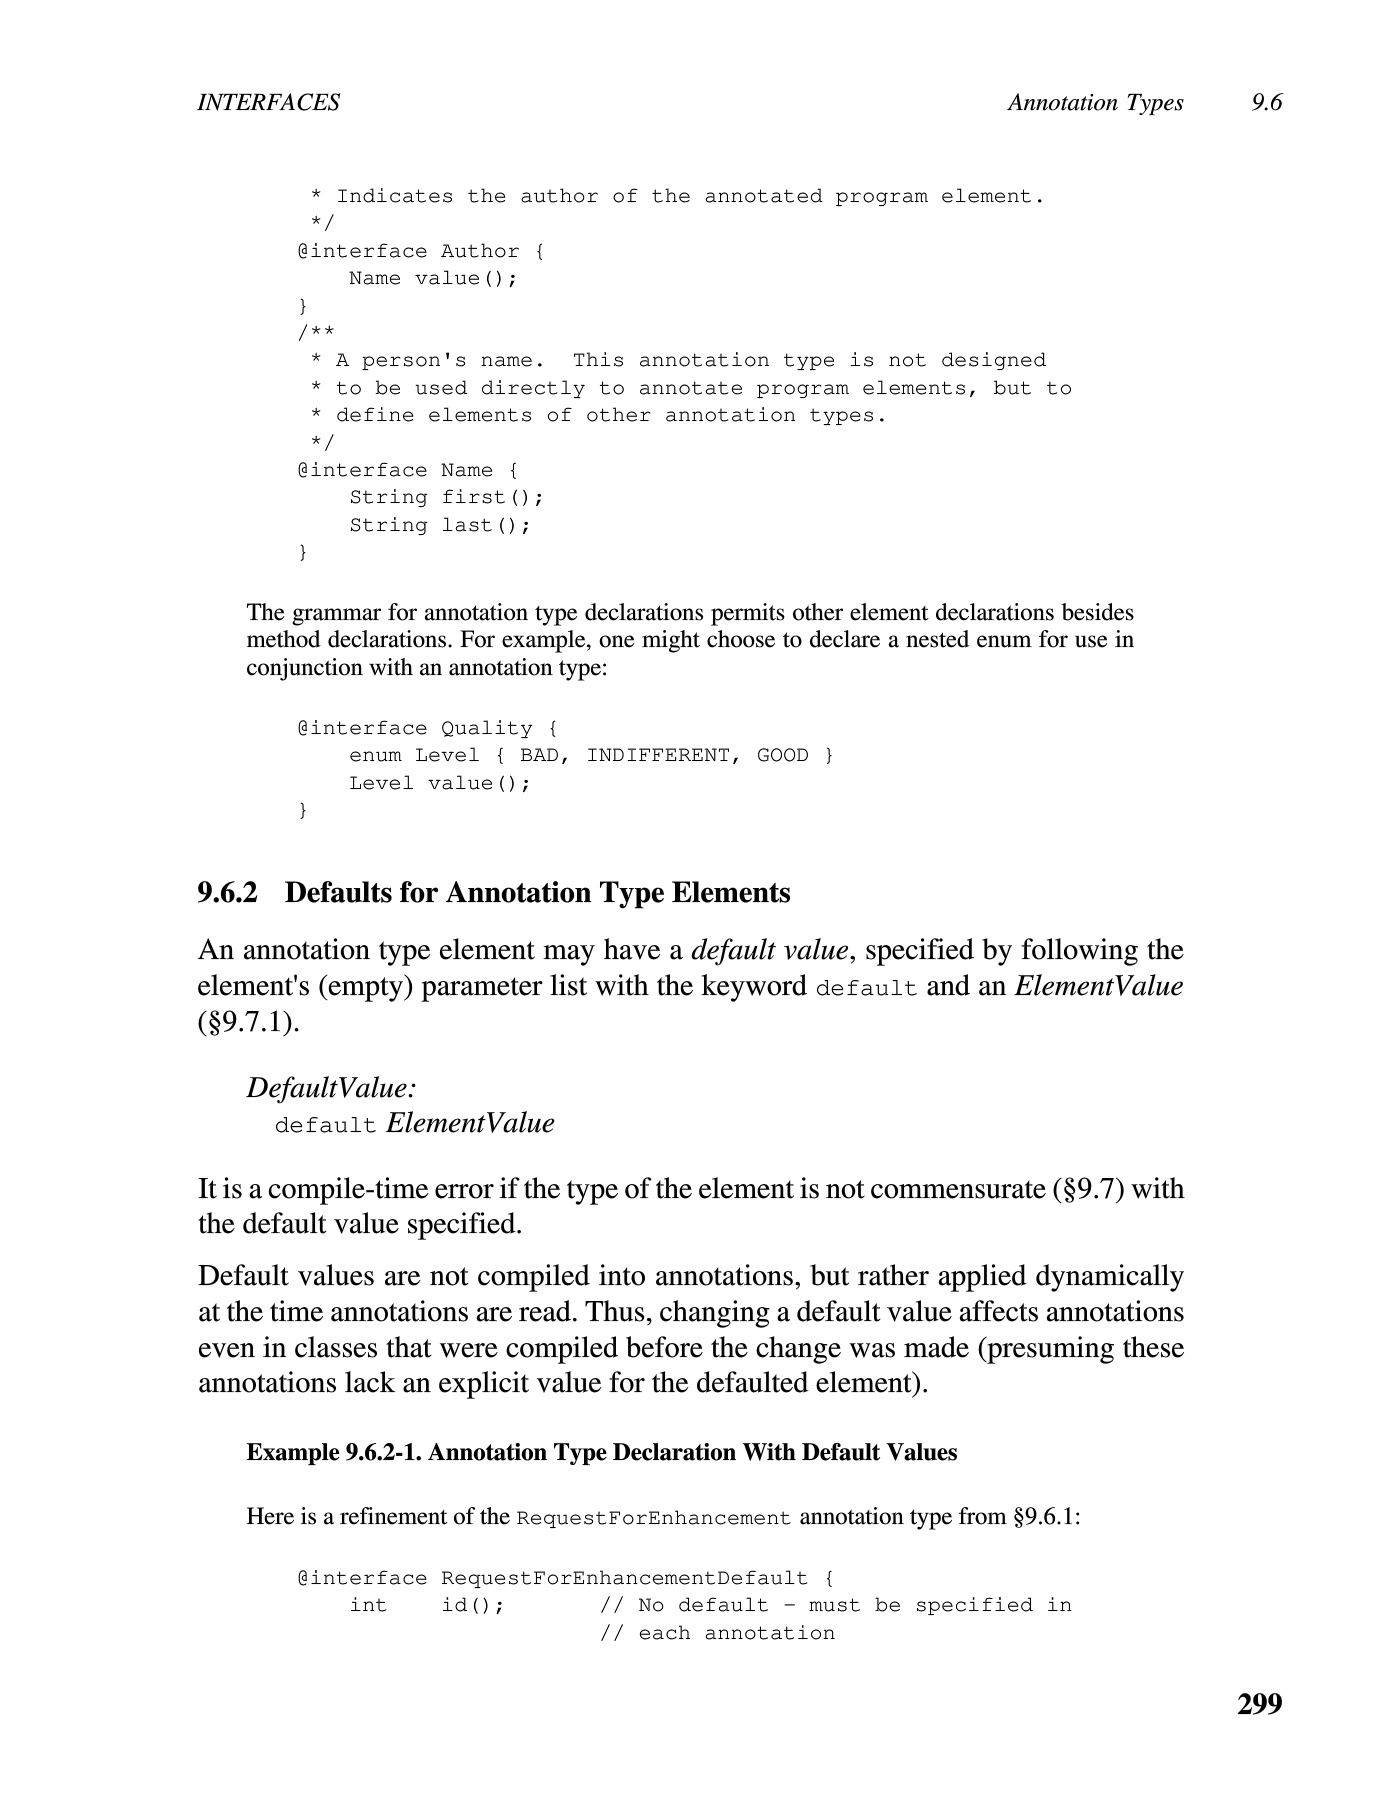 INTERFACES Annotation Types 9.6
 * Indicates the author of the annotated program element.
 */
@interface Author {
    Name value();
}
/**
 * A person's name.  This annotation type is not designed
 * to be used directly to annotate program elements, but to
 * define elements of other annotation types.
 */
@interface Name {
    String first();
    String last();
}
The grammar for annotation type declarations permits other element declarations besides
method declarations. For example, one might choose to declare a nested enum for use in
conjunction with an annotation type:
@interface Quality {
    enum Level { BAD, INDIFFERENT, GOOD }
    Level value();
}
9.6.2 Defaults for Annotation Type Elements
An annotation type element may have a default value, specified by following the
element's (empty) parameter list with the keyword default and an ElementValue
(§9.7.1).
DefaultValue:
default ElementValue
It is a compile-time error if the type of the element is not commensurate (§9.7) with
the default value specified.
Default values are not compiled into annotations, but rather applied dynamically
at the time annotations are read. Thus, changing a default value affects annotations
even in classes that were compiled before the change was made (presuming these
annotations lack an explicit value for the defaulted element).
Example 9.6.2-1. Annotation Type Declaration With Default Values
Here is a refinement of the RequestForEnhancement annotation type from §9.6.1:
@interface RequestForEnhancementDefault {
    int    id();       // No default - must be specified in
                       // each annotation
299